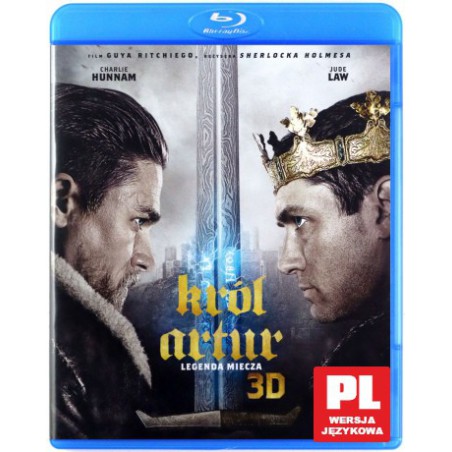 Blu-ray Disc
FILM GUYA RITCHIEGO, REŻYSERA SHERLOCKA HOLMESA
CHARLIE HUNNAM
JUDE LAW
król
artur
LEGENDA MIECZA
3D
PL
WERSJA
JĘZYKOWA